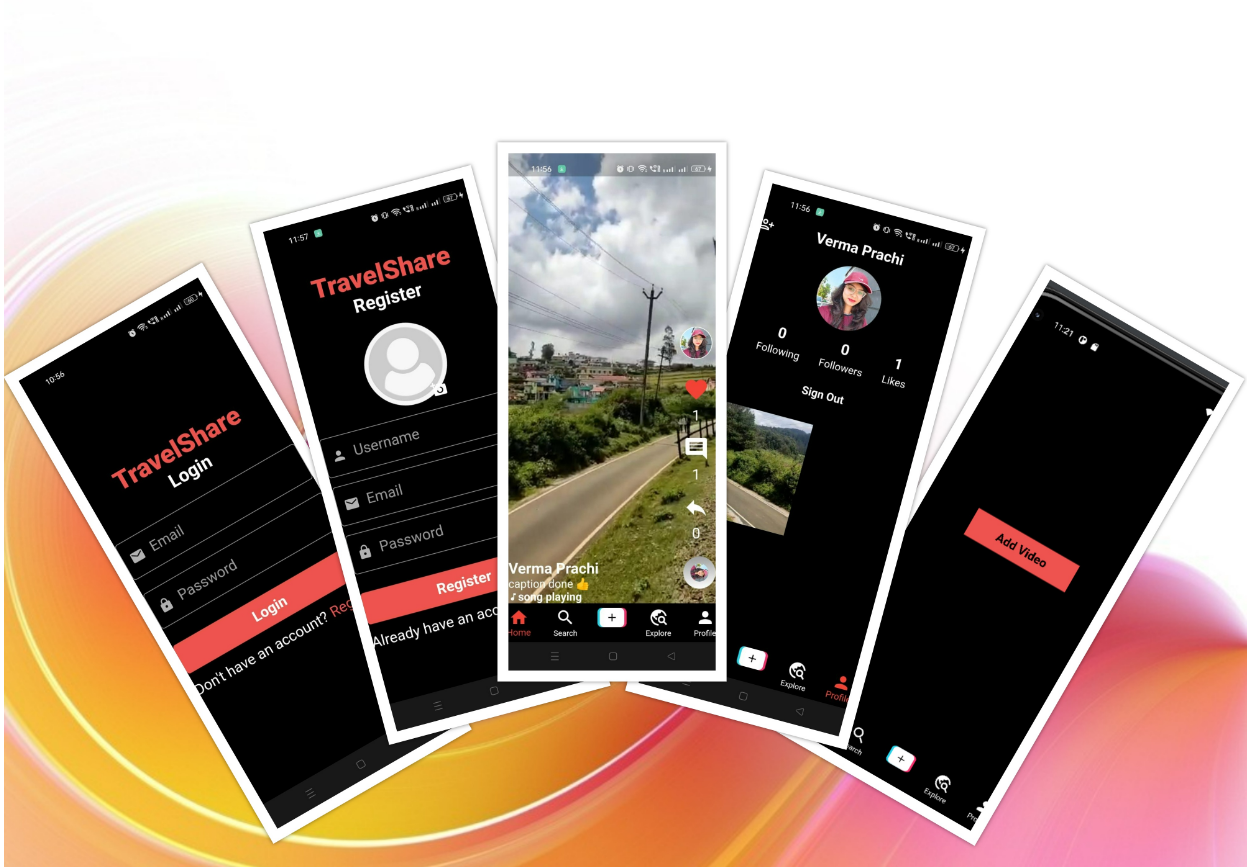 10:56
TravelShare
Login
Email
Password
Login
Don't have an account? Reg
11:57
TravelShare
Register
Username
Email
Password
Register
Already have an acc
11:56
67
1
1
0
Verma Prachi
caption done 👍
song playing
Home
Search
Explore
Profile
11:56
67
Verma Prachi
0
Following
0
Followers
1
Likes
Sign Out
Explore
Profile
11:21
Add Video
arch
Explore
Pro